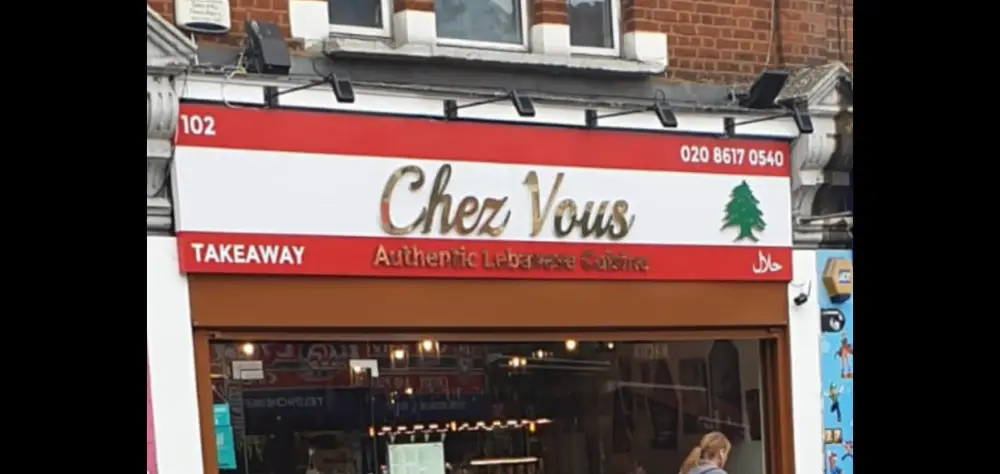 102
020 8617 0540
Chez Vous
TAKEAWAY
Authentic Lebanese Cuisine
حلال